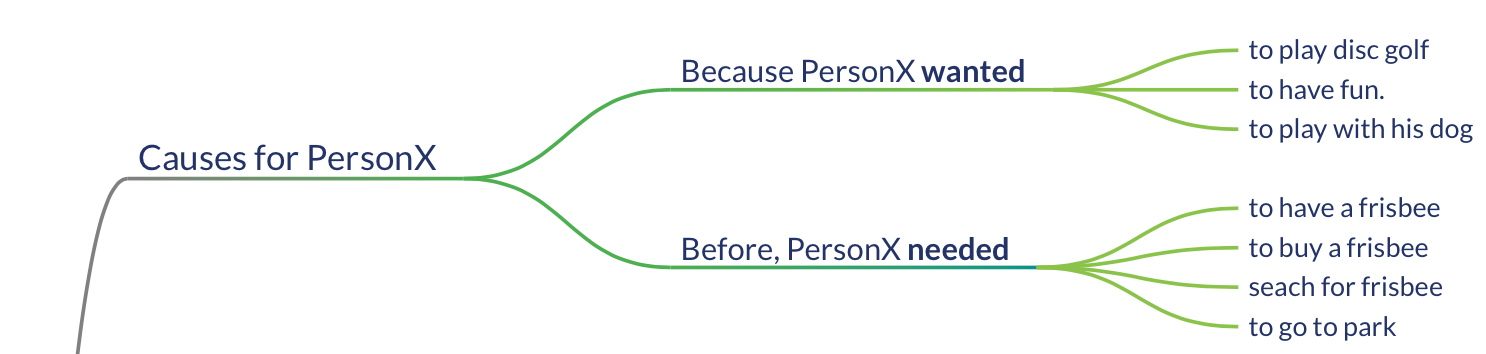 Causes for PersonX
Because PersonX wanted
to play disc golf
to have fun.
to play with his dog
Before, PersonX needed
to have a frisbee
to buy a frisbee
seach for frisbee
to go to park